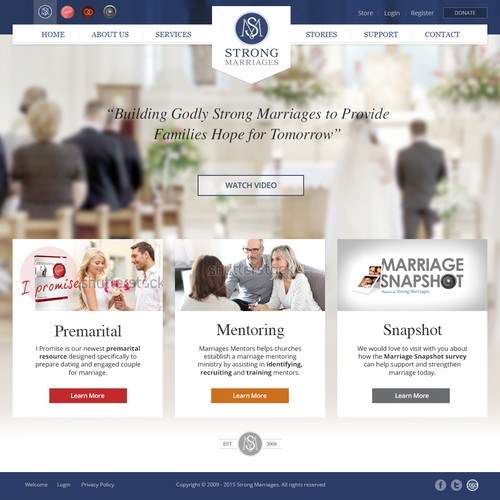 Store Login Register DONATE
HOME ABOUT US SERVICES STORIES SUPPORT CONTACT
SM
STRONG
MARRIAGES
“Building Godly Strong Marriages to Provide
Families Hope for Tomorrow”
WATCH VIDEO
I promise
shutterstock
shutterstock
MARRIAGE
SNAPSHOT
Strong Marriages
Premarital
I Promise is our newest premarital
resource designed specifically to
prepare dating and engaged couple
for marriage.
Learn More
Mentoring
Marriages Mentors helps churches
establish a marriage mentoring
ministry by assisting in identifying,
recruiting and training mentors.
Learn More
Snapshot
We would love to visit with you about
how the Marriage Snapshot survey
can help support and strengthen
marriage today.
Learn More
EST. SM 2006
Welcome Login Privacy Policy
Copyright © 2009 - 2015 Strong Marriages. All rights reserved